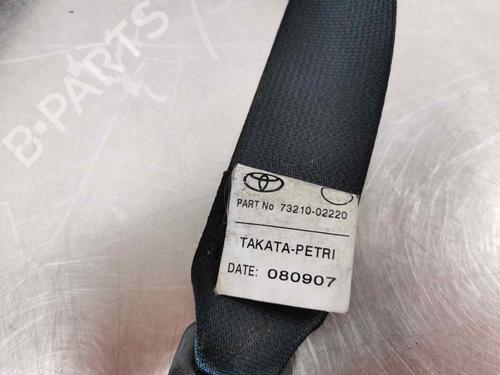 B-PARTS
PART No 73210-02220
TAKATA-PETRI
DATE: 080907